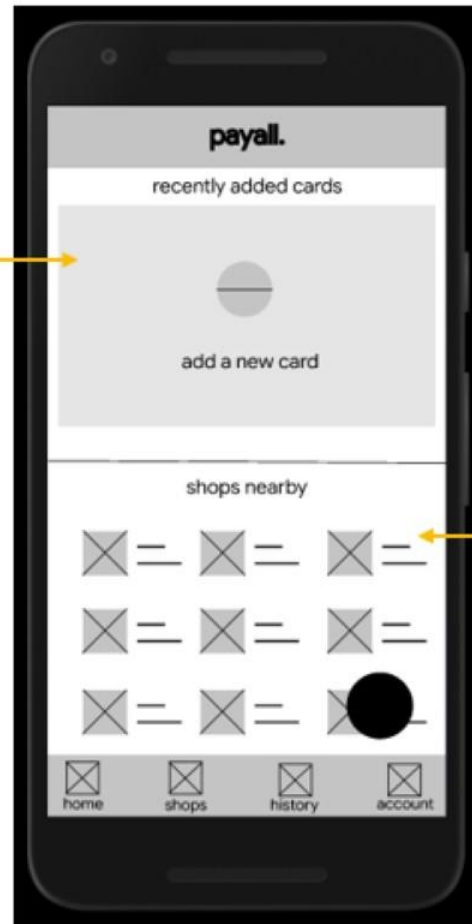 payall.
recently added cards
add a new card
shops nearby
home shops history account